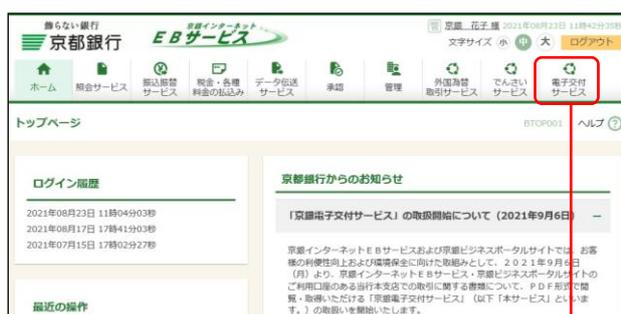 飾らない銀行
京都銀行
京銀インターネット
EBサービス
京銀 花子 様 2021年08月23日 11時42分35秒
文字サイズ 小 中 大 ログアウト
ホーム
照会サービス
振込振替
サービス
税金・各種
料金の払込み
データ伝送
サービス
承認
管理
外国為替
取引サービス
でんさい
サービス
電子交付
サービス
トップページ
BTOP001 ヘルプ ?
ログイン履歴
2021年08月23日 11時04分03秒
2021年08月17日 17時41分03秒
2021年07月15日 17時02分27秒
最近の操作
京都銀行からのお知らせ
「京銀電子交付サービス」の取扱開始について（2021年9月6日） −
京銀インターネットＥＢサービスおよび京銀ビジネスポータルサイトでは、お客
様の利便性向上および環境保全に向けた取組みとして、２０２１年９月６日
（月）より、京銀インターネットＥＢサービス・京銀ビジネスポータルサイトの
ご利用口座のある当行本支店での取引に関する書類について、ＰＤＦ形式で閲
覧・取得いただける「京銀電子交付サービス」（以下「本サービス」といいま
す。）の取扱いを開始いたします。